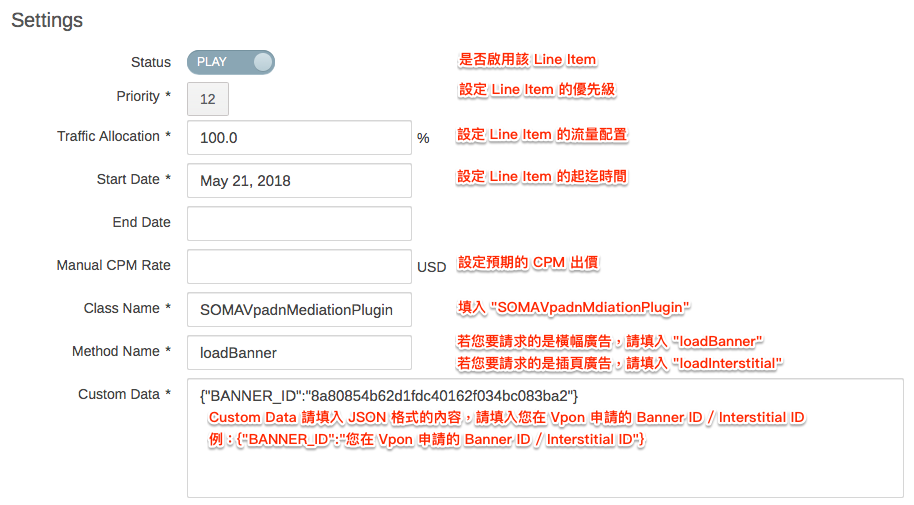 Settings
Status PLAY 是否啟用該 Line Item
Priority * 12 設定 Line Item 的優先級
Traffic Allocation * 100.0 % 設定 Line Item 的流量配置
Start Date * May 21, 2018 設定 Line Item 的起迄時間
End Date
Manual CPM Rate USD 設定預期的 CPM 出價
Class Name * SOMAVpadnMediationPlugin 填入 "SOMAVpadnMdiationPlugin"
Method Name * loadBanner 若您要請求的是橫幅廣告，請填入 "loadBanner"
若您要請求的是插頁廣告，請填入 "loadInterstitial"
Custom Data * {"BANNER_ID":"8a80854b62d1fdc40162f034bc083ba2"}
Custom Data 請填入 JSON 格式的內容，請填入您在 Vpon 申請的 Banner ID / Interstitial ID
例：{"BANNER_ID":"您在 Vpon 申請的 Banner ID / Interstitial ID"}